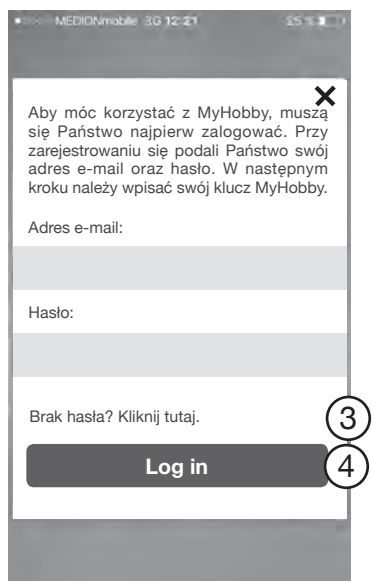 MEDIONmobile 3G 12:21 25 %
Aby móc korzystać z MyHobby, muszą
się Państwo najpierw zalogować. Przy
zarejestrowaniu się podali Państwo swój
adres e-mail oraz hasło. W następnym
kroku należy wpisać swój klucz MyHobby.
Adres e-mail:
Hasło:
Brak hasła? Kliknij tutaj.
3
Log in
4